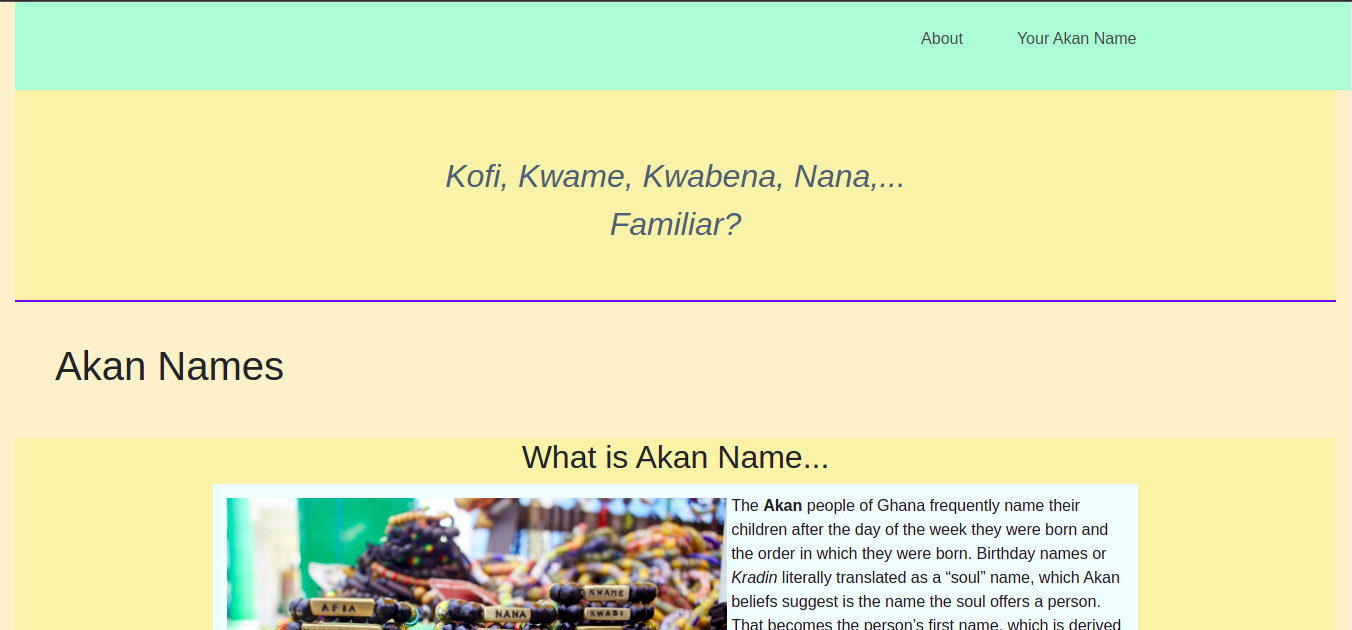 About
Your Akan Name
Kofi, Kwame, Kwabena, Nana,...
Familiar?
Akan Names
What is Akan Name...
The Akan people of Ghana frequently name their
children after the day of the week they were born and
the order in which they were born. Birthday names or
Kradin literally translated as a “soul” name, which Akan
beliefs suggest is the name the soul offers a person.
That becomes the person's first name, which is derived
KWAME
AFIA
NANA
KWASI